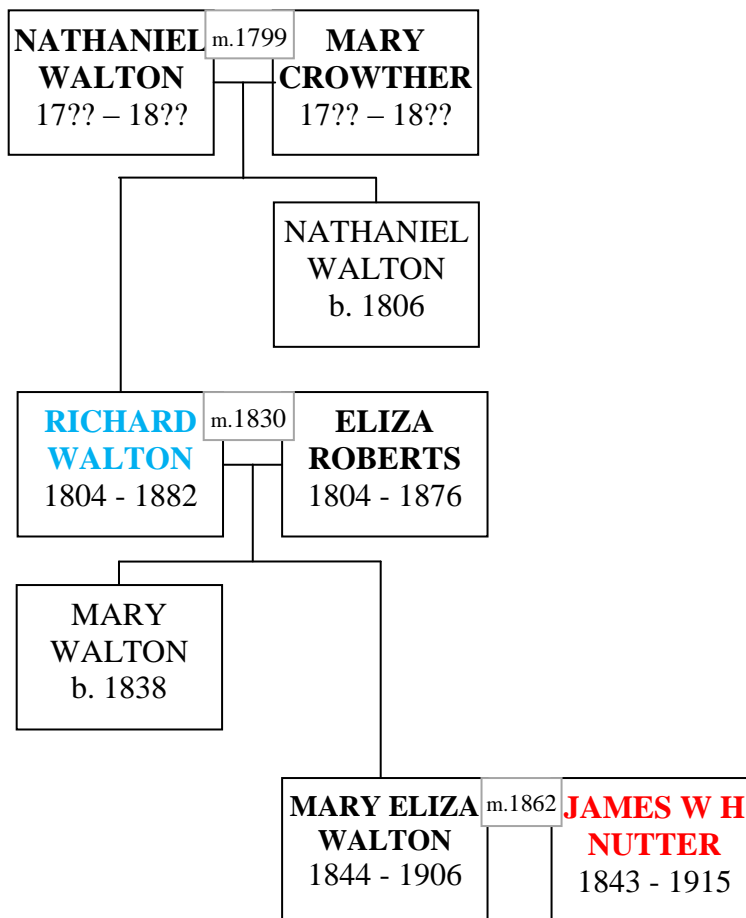 NATHANIEL
WALTON
17?? – 18??
m.1799
MARY
CROWTHER
17?? – 18??
NATHANIEL
WALTON
b. 1806
RICHARD
WALTON
1804 - 1882
m.1830
ELIZA
ROBERTS
1804 - 1876
MARY
WALTON
b. 1838
MARY ELIZA
WALTON
1844 - 1906
m.1862
JAMES W H
NUTTER
1843 - 1915